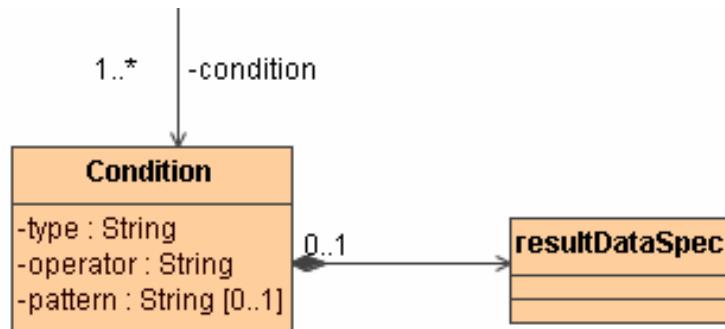 1..* -condition
Condition
-type : String
-operator : String
-pattern : String [0..1]
0..1
resultDataSpec